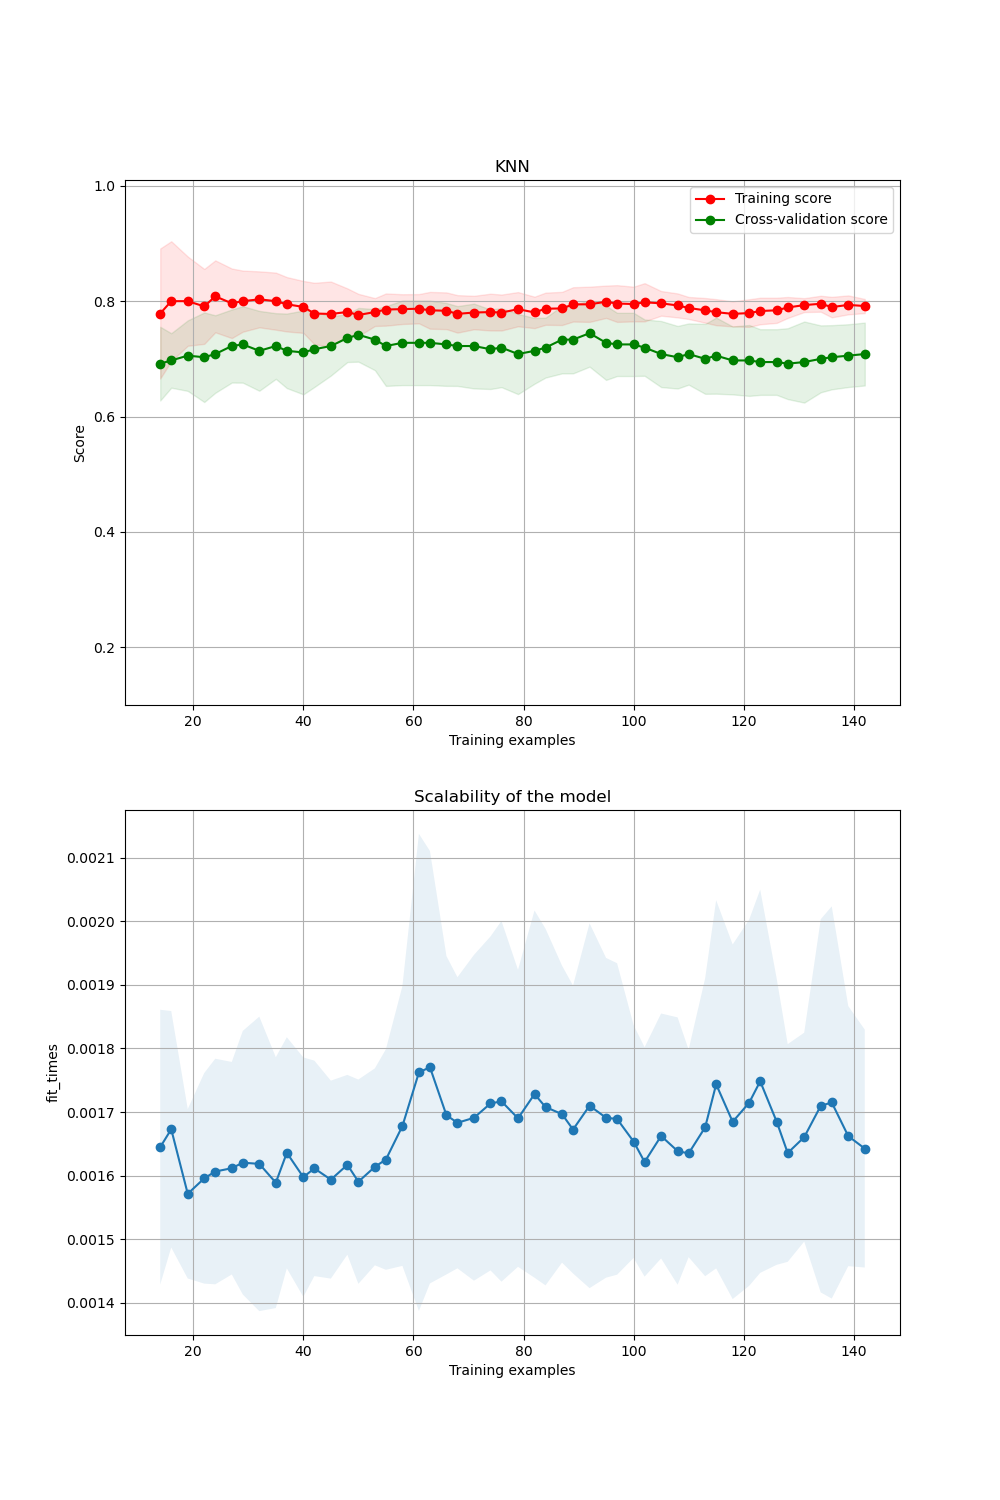 KNN
Training score
Cross-validation score
1.0
0.8
0.6
0.4
0.2
Score
20 40 60 80 100 120 140
Training examples
Scalability of the model
0.0021
0.0020
0.0019
0.0018
0.0017
0.0016
0.0015
0.0014
fit_times
20 40 60 80 100 120 140
Training examples